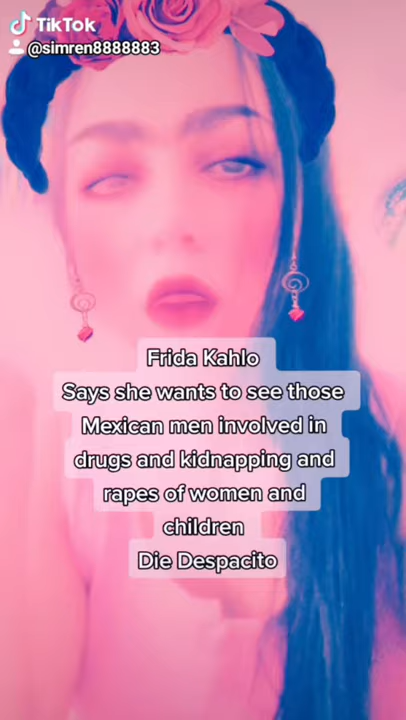 TikTok
@simren8888883
Frida Kahlo
Says she wants to see those
Mexican men involved in
drugs and kidnapping and
rapes of women and
children
Die Despacito